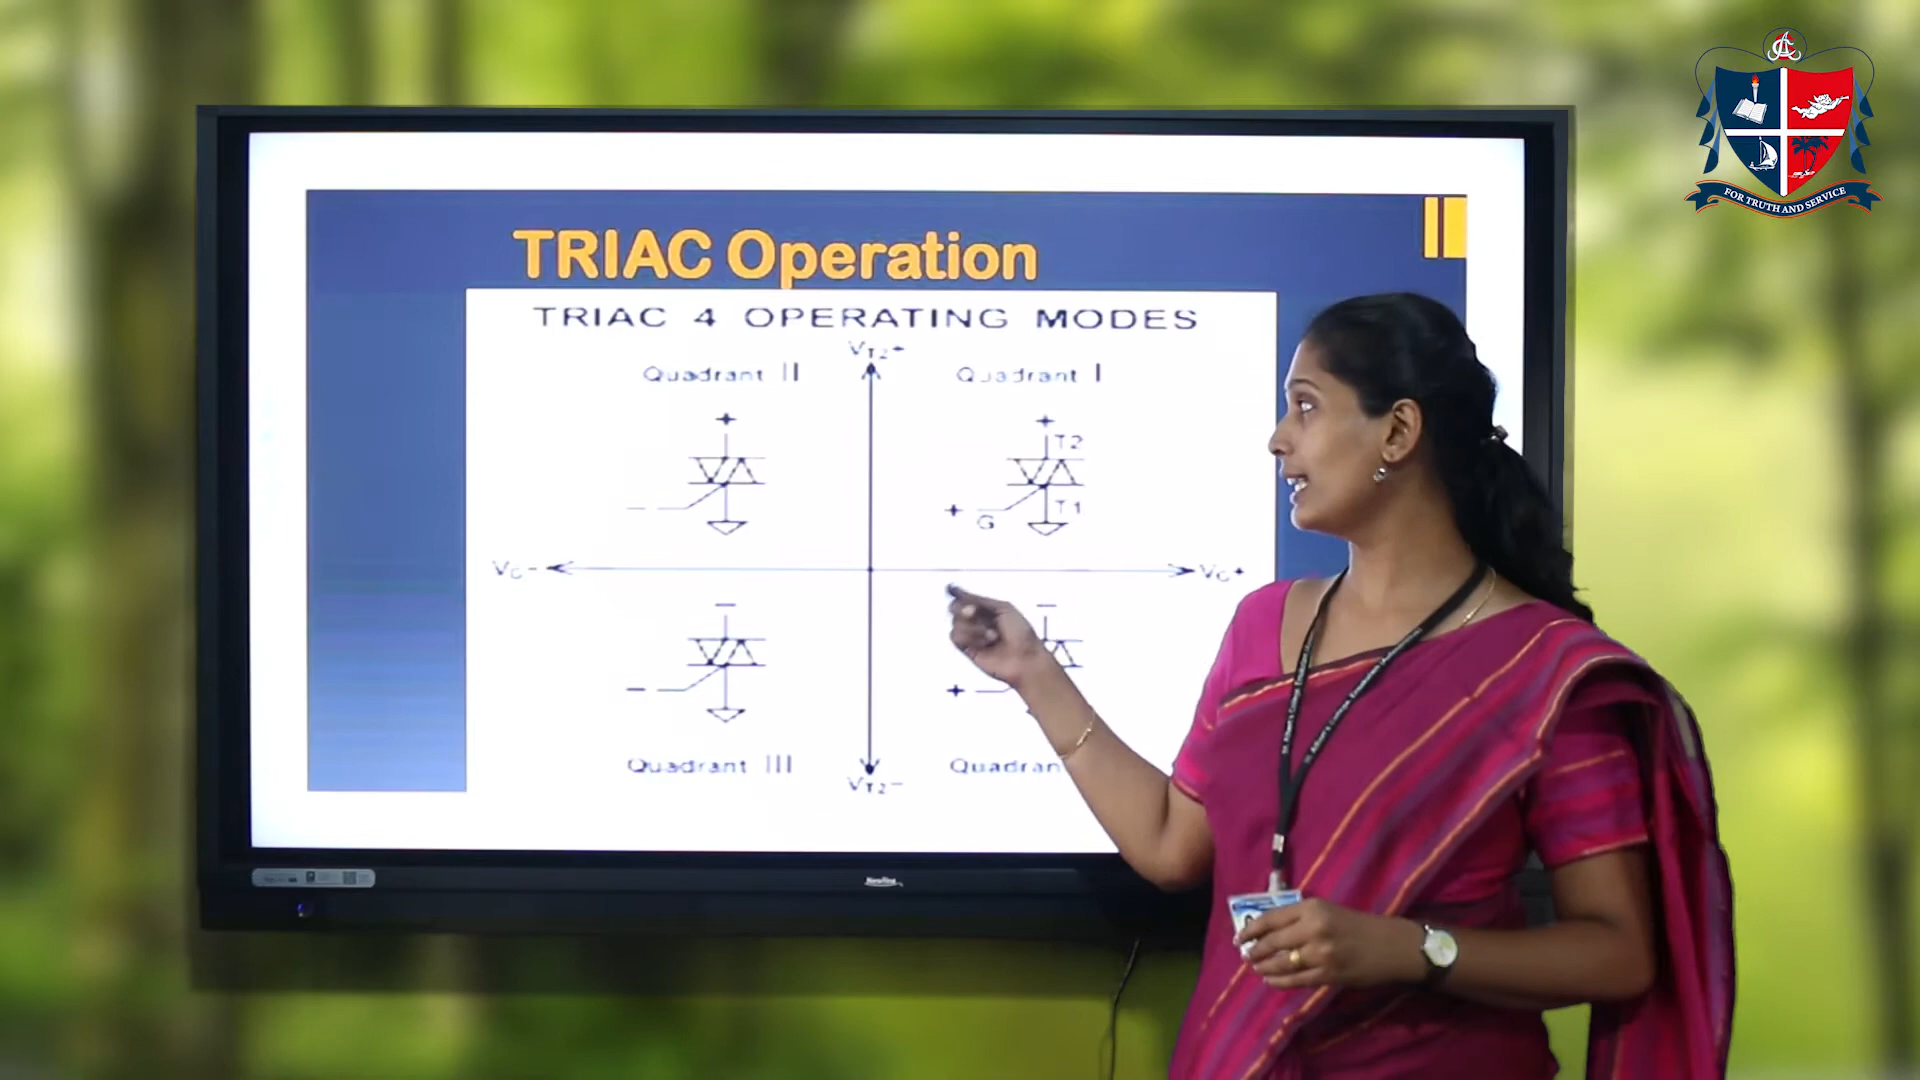 FOR TRUTH AND SERVICE
TRIAC Operation
TRIAC 4 OPERATING MODES
VT2+
Quadrant II
Quadrant I
+
+
T2
−
+
G
T1
VG−
VG+
−
−
−
+
Quadrant III
Quadran
VT2−